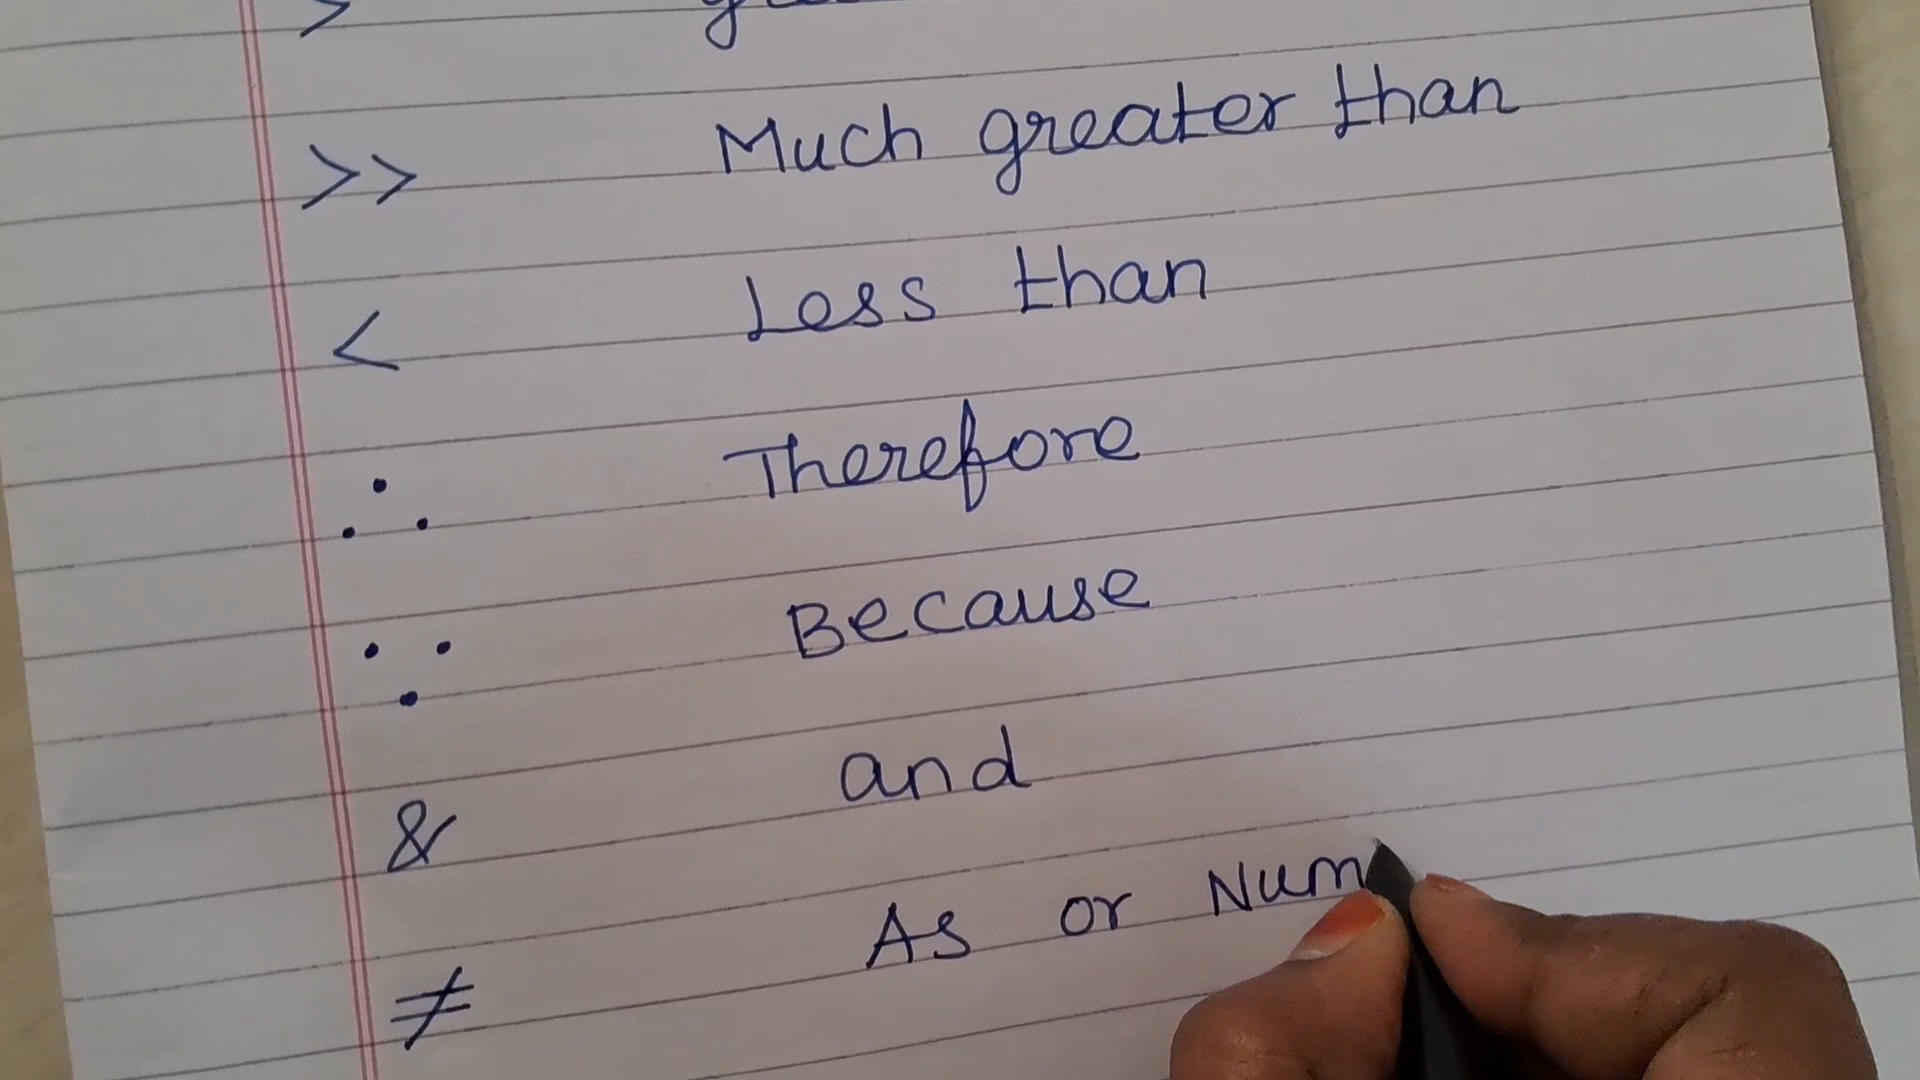 >
>> Much greater than
< Less than
∴ Therefore
∵ Because
& and
≠ As or Num